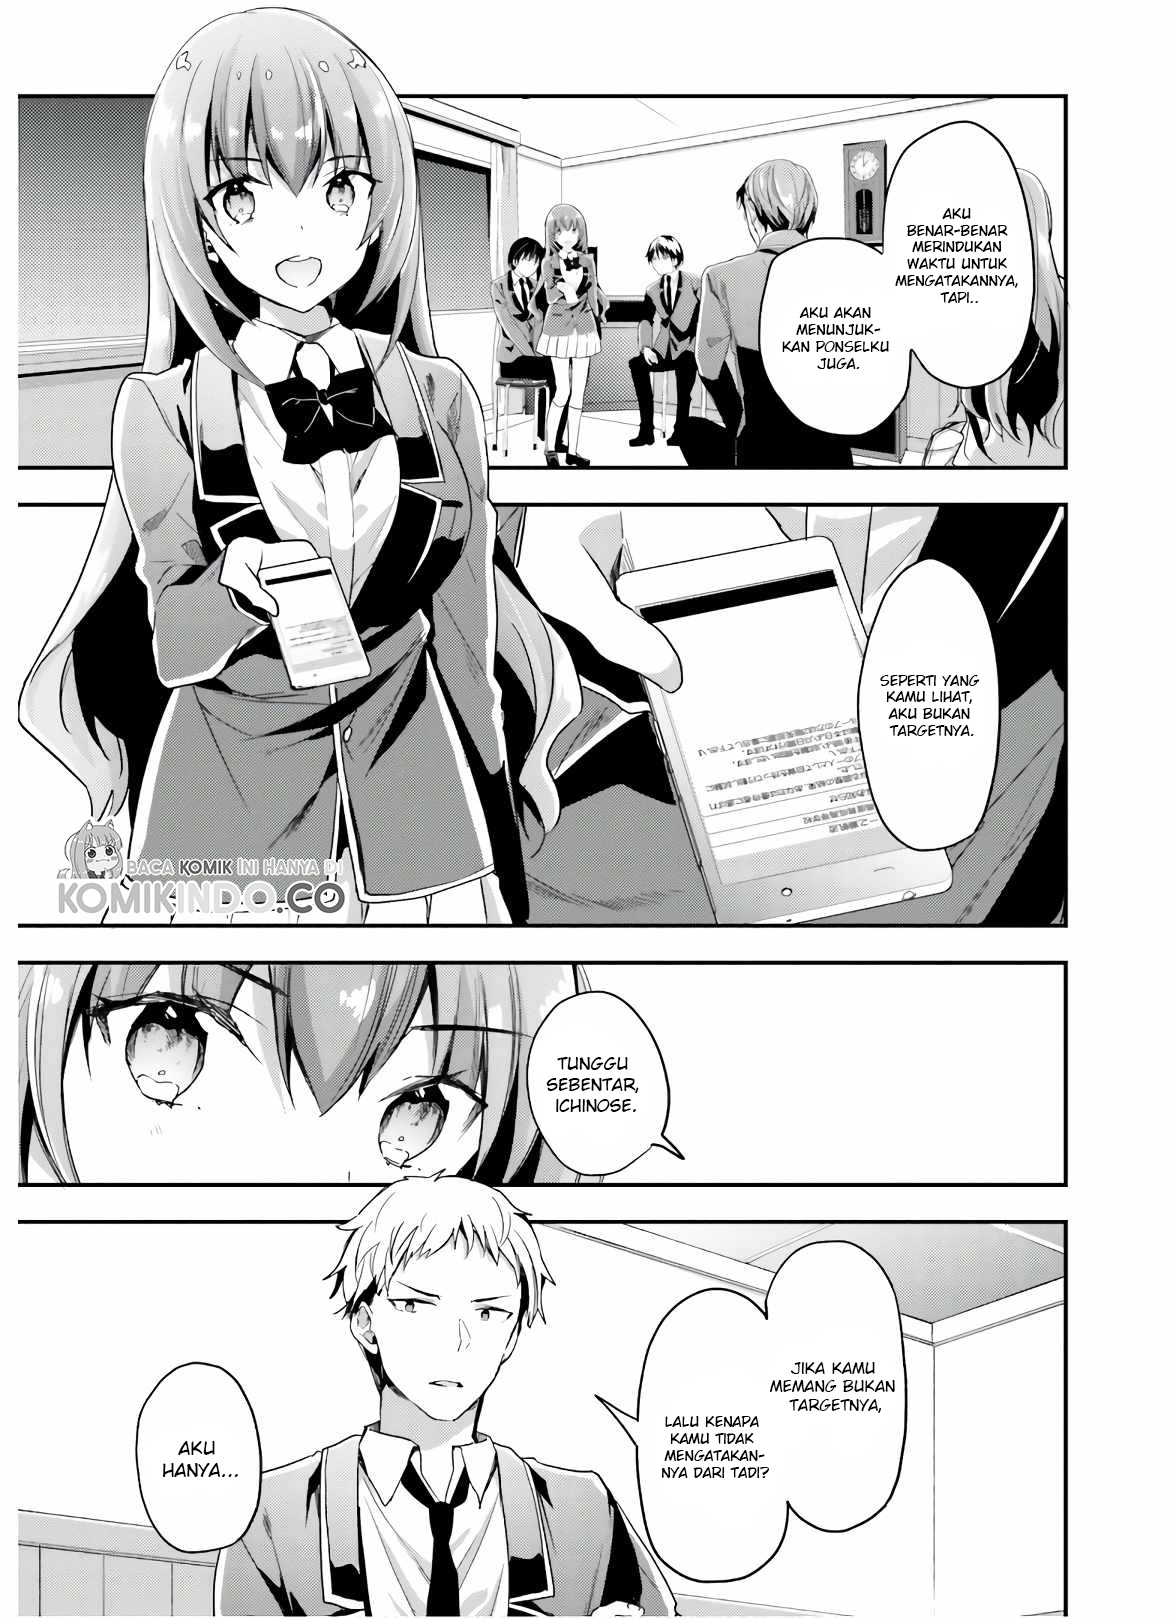 AKU
BENAR-BENAR
MERINDUKAN
WAKTU UNTUK
MENGATAKANNYA,
TAPI..
AKU AKAN
MENUNJUK-
KAN PONSELKU
JUGA.
SEPERTI YANG
KAMU LIHAT,
AKU BUKAN
TARGETNYA.
BACA KOMIK INI HANYA DI
KOMIKINDO.CO
TUNGGU
SEBENTAR,
ICHINOSE.
JIKA KAMU
MEMANG BUKAN
TARGETNYA,
LALU KENAPA
KAMU TIDAK
MENGATAKAN-
NYA DARI TADI?
AKU
HANYA...